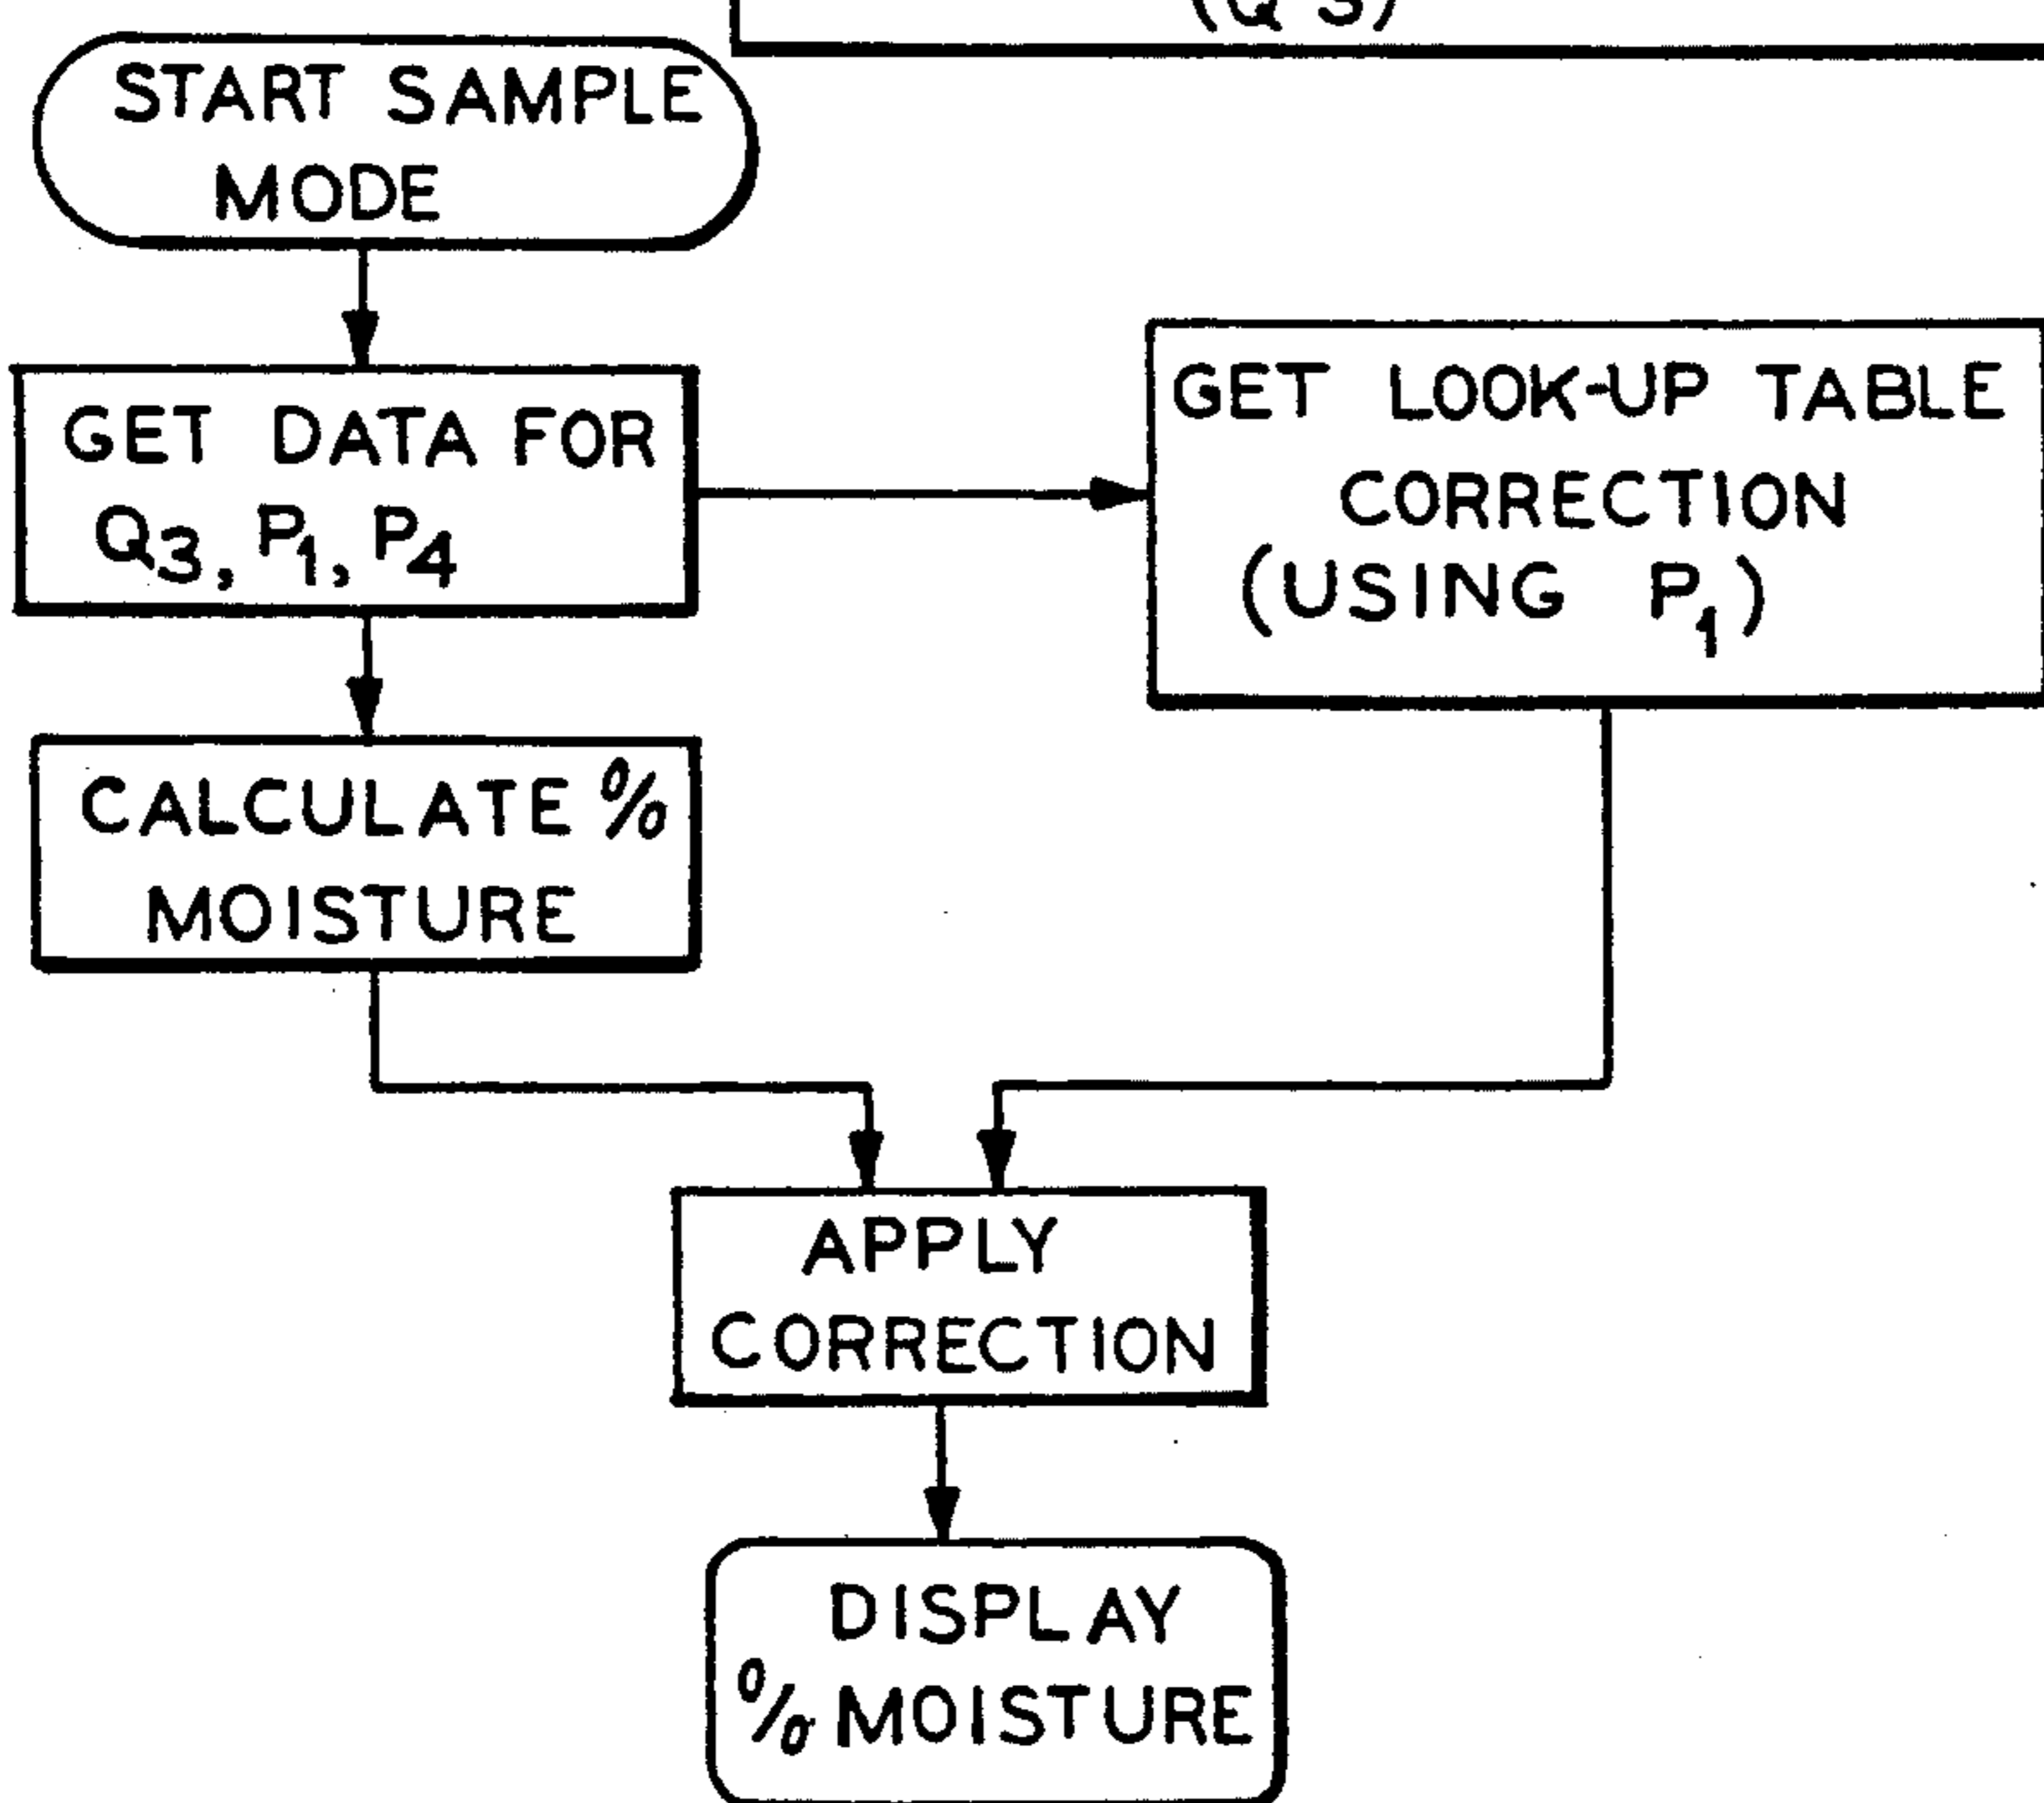 (Q 3)
START SAMPLE
MODE
GET DATA FOR
Q3, P1, P4
GET LOOK-UP TABLE
CORRECTION
(USING P1)
CALCULATE %
MOISTURE
APPLY
CORRECTION
DISPLAY
% MOISTURE